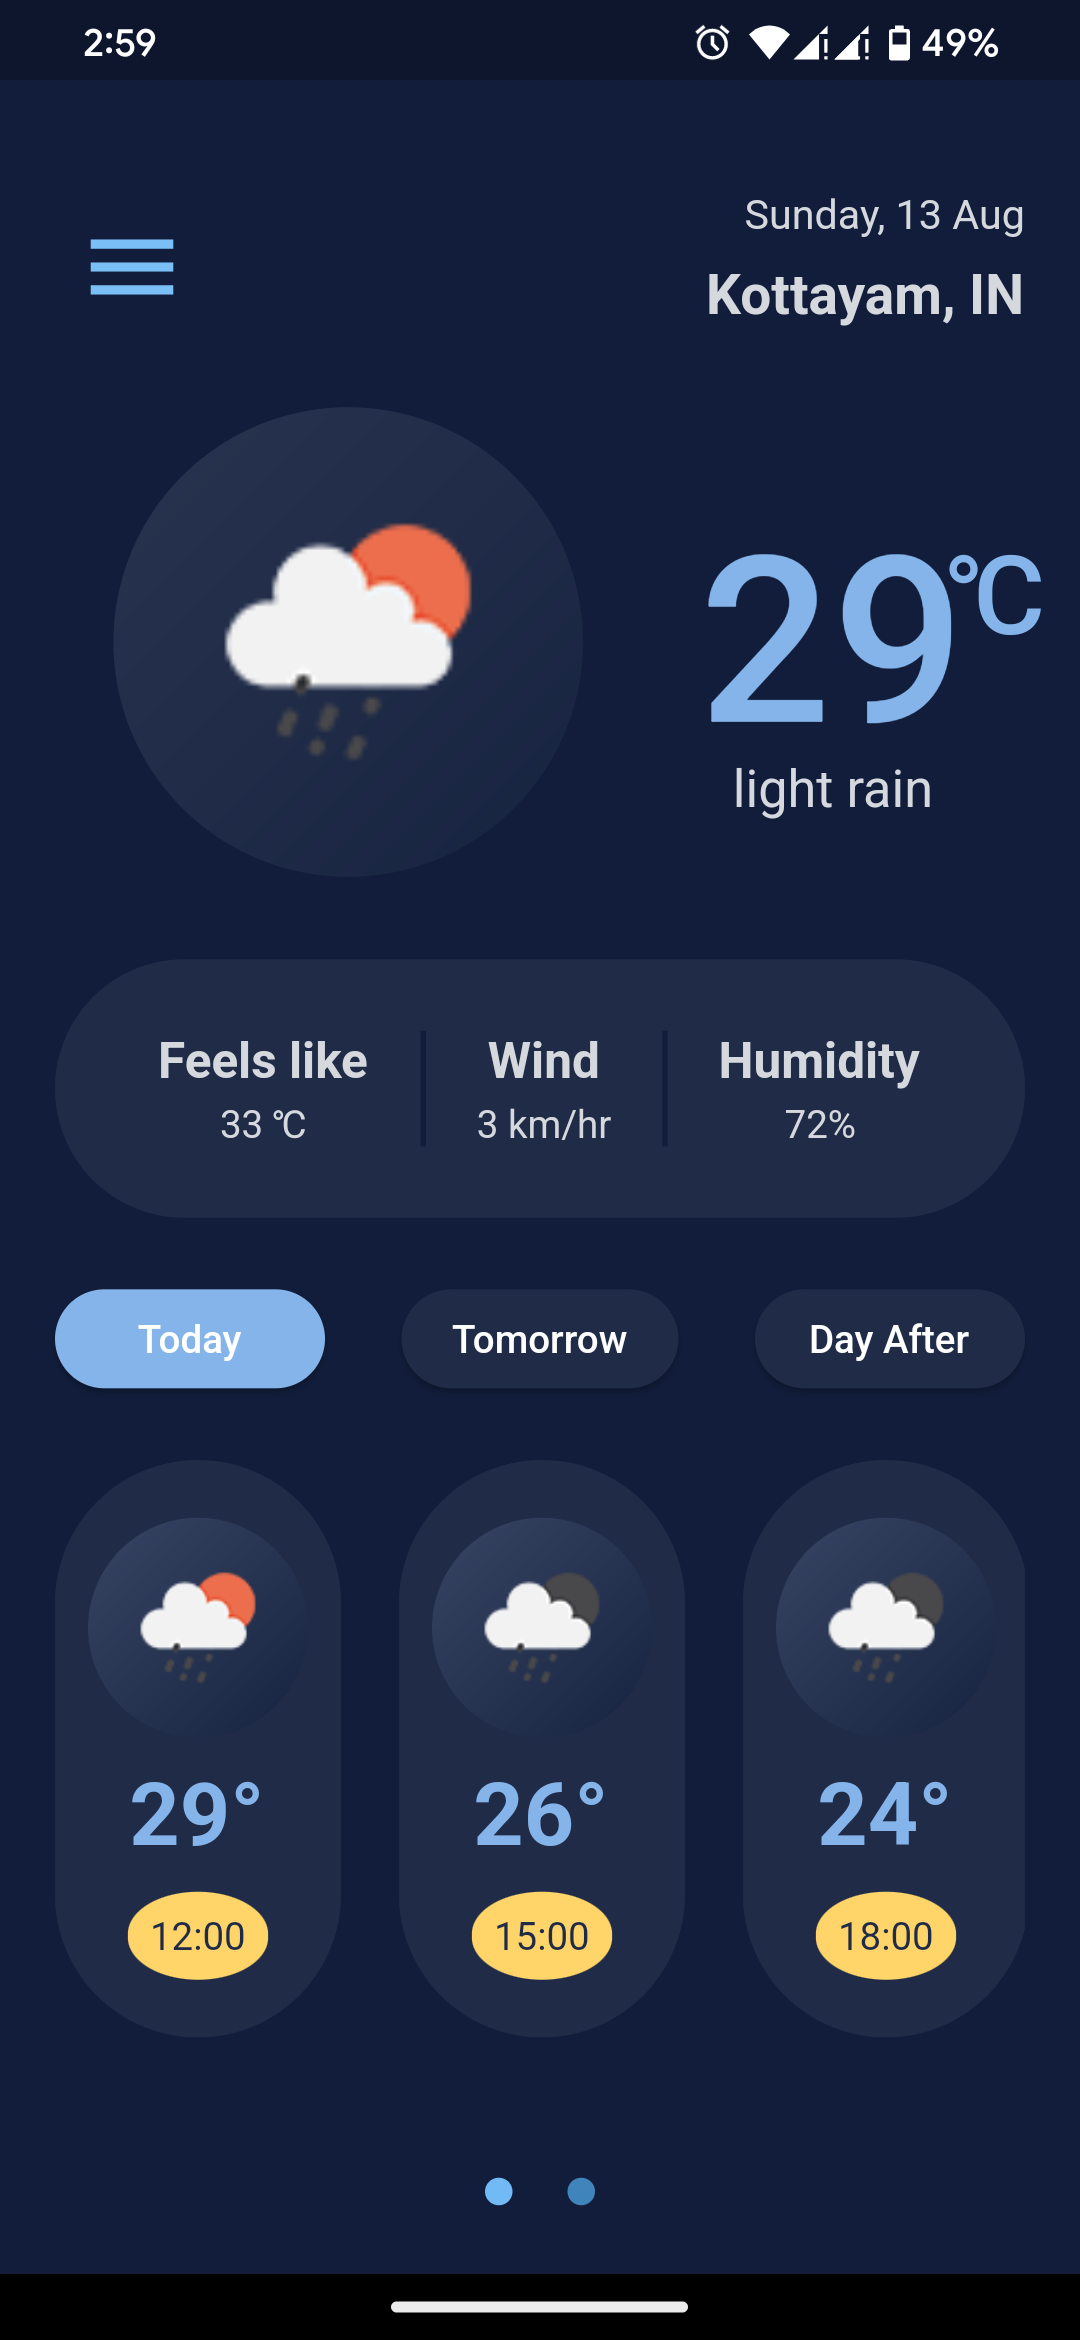 2:59 49%
Sunday, 13 Aug
Kottayam, IN
29℃
light rain
Feels like Wind Humidity
33 ℃ 3 km/hr 72%
Today Tomorrow Day After
29° 26° 24°
12:00 15:00 18:00